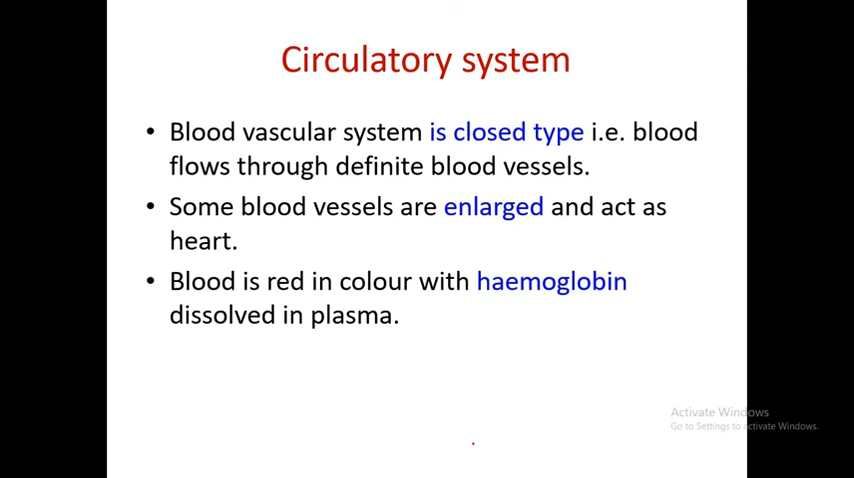 Circulatory system
• Blood vascular system is closed type i.e. blood
flows through definite blood vessels.
• Some blood vessels are enlarged and act as
heart.
• Blood is red in colour with haemoglobin
dissolved in plasma.
Activate Windows
Go to Settings to activate Windows.